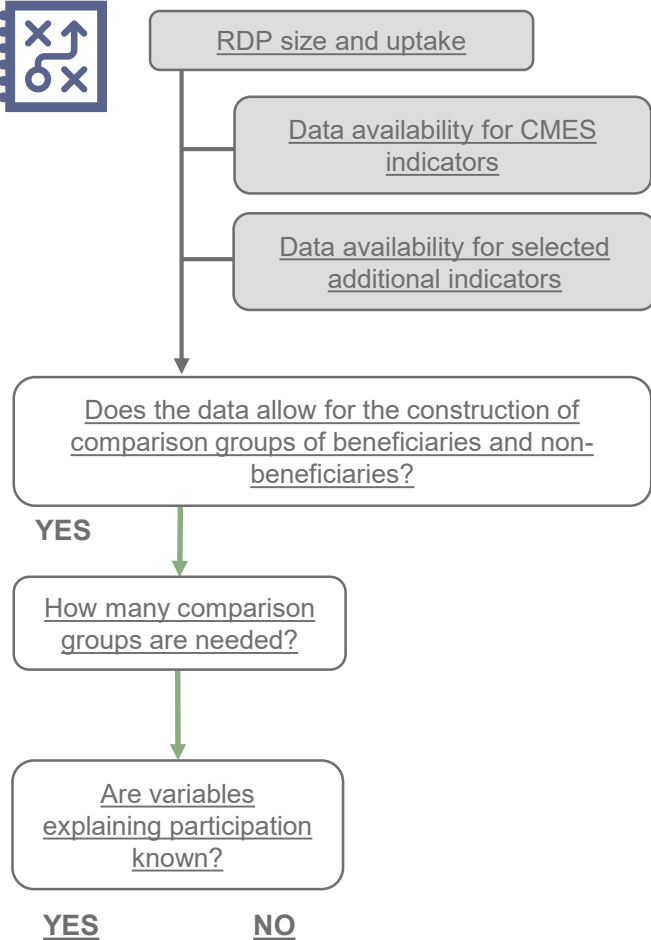 RDP size and uptake
Data availability for CMES
indicators
Data availability for selected
additional indicators
Does the data allow for the construction of
comparison groups of beneficiaries and non-
beneficiaries?
YES
How many comparison
groups are needed?
Are variables
explaining participation
known?
YES NO